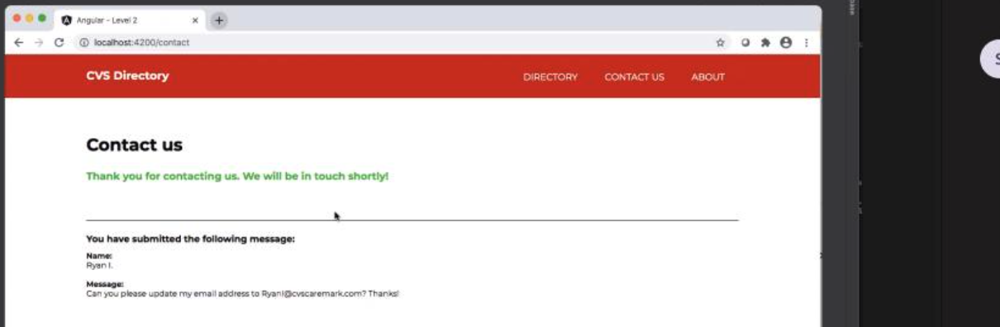 Angular - Level 2
localhost:4200/contact
CVS Directory
DIRECTORY CONTACT US ABOUT
Contact us
Thank you for contacting us. We will be in touch shortly!
You have submitted the following message:
Name:
Ryan I.
Message:
Can you please update my email address to RyanI@cvscaremark.com? Thanks!
S